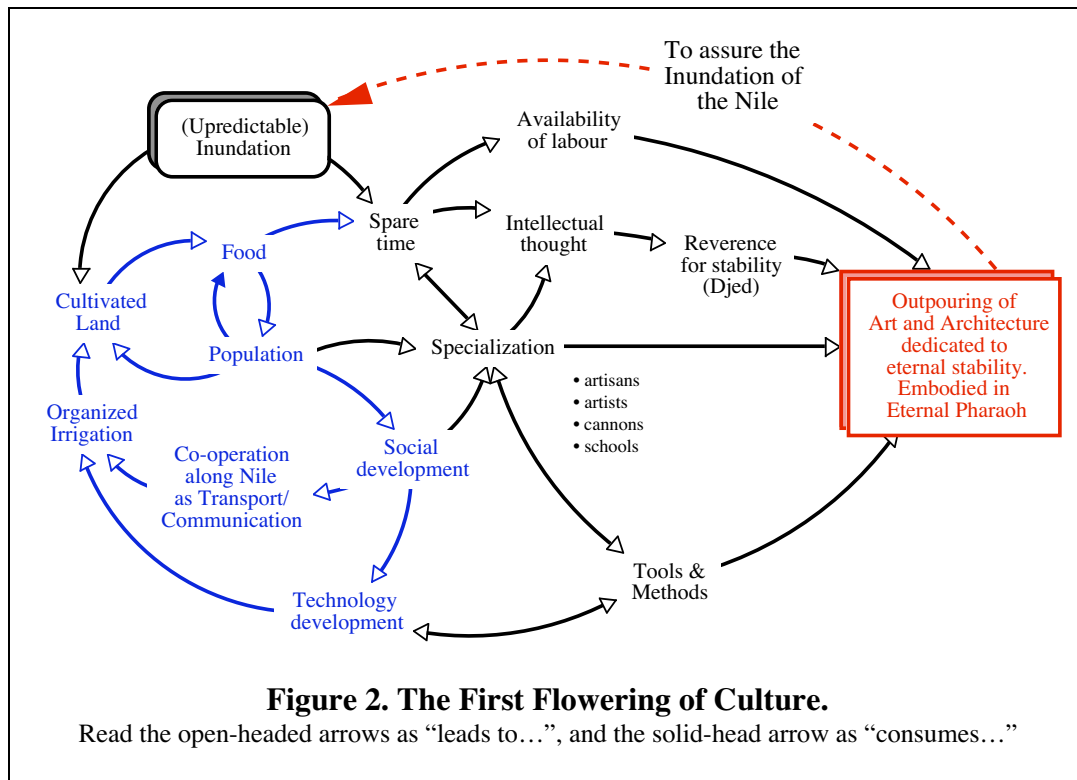 To assure the
Inundation of
the Nile
(Upredictable)
Inundation
Availability
of labour
Spare
time
Intellectual
thought
Reverence
for stability
(Djed)
Food
Cultivated
Land
Population
Specialization
Outpouring of
Art and Architecture
dedicated to
eternal stability.
Embodied in
Eternal Pharaoh
• artisans
• artists
• cannons
• schools
Organized
Irrigation
Social
development
Co-operation
along Nile
as Transport/
Communication
Tools &
Methods
Technology
development
Figure 2. The First Flowering of Culture.
Read the open-headed arrows as “leads to…”, and the solid-head arrow as “consumes…”